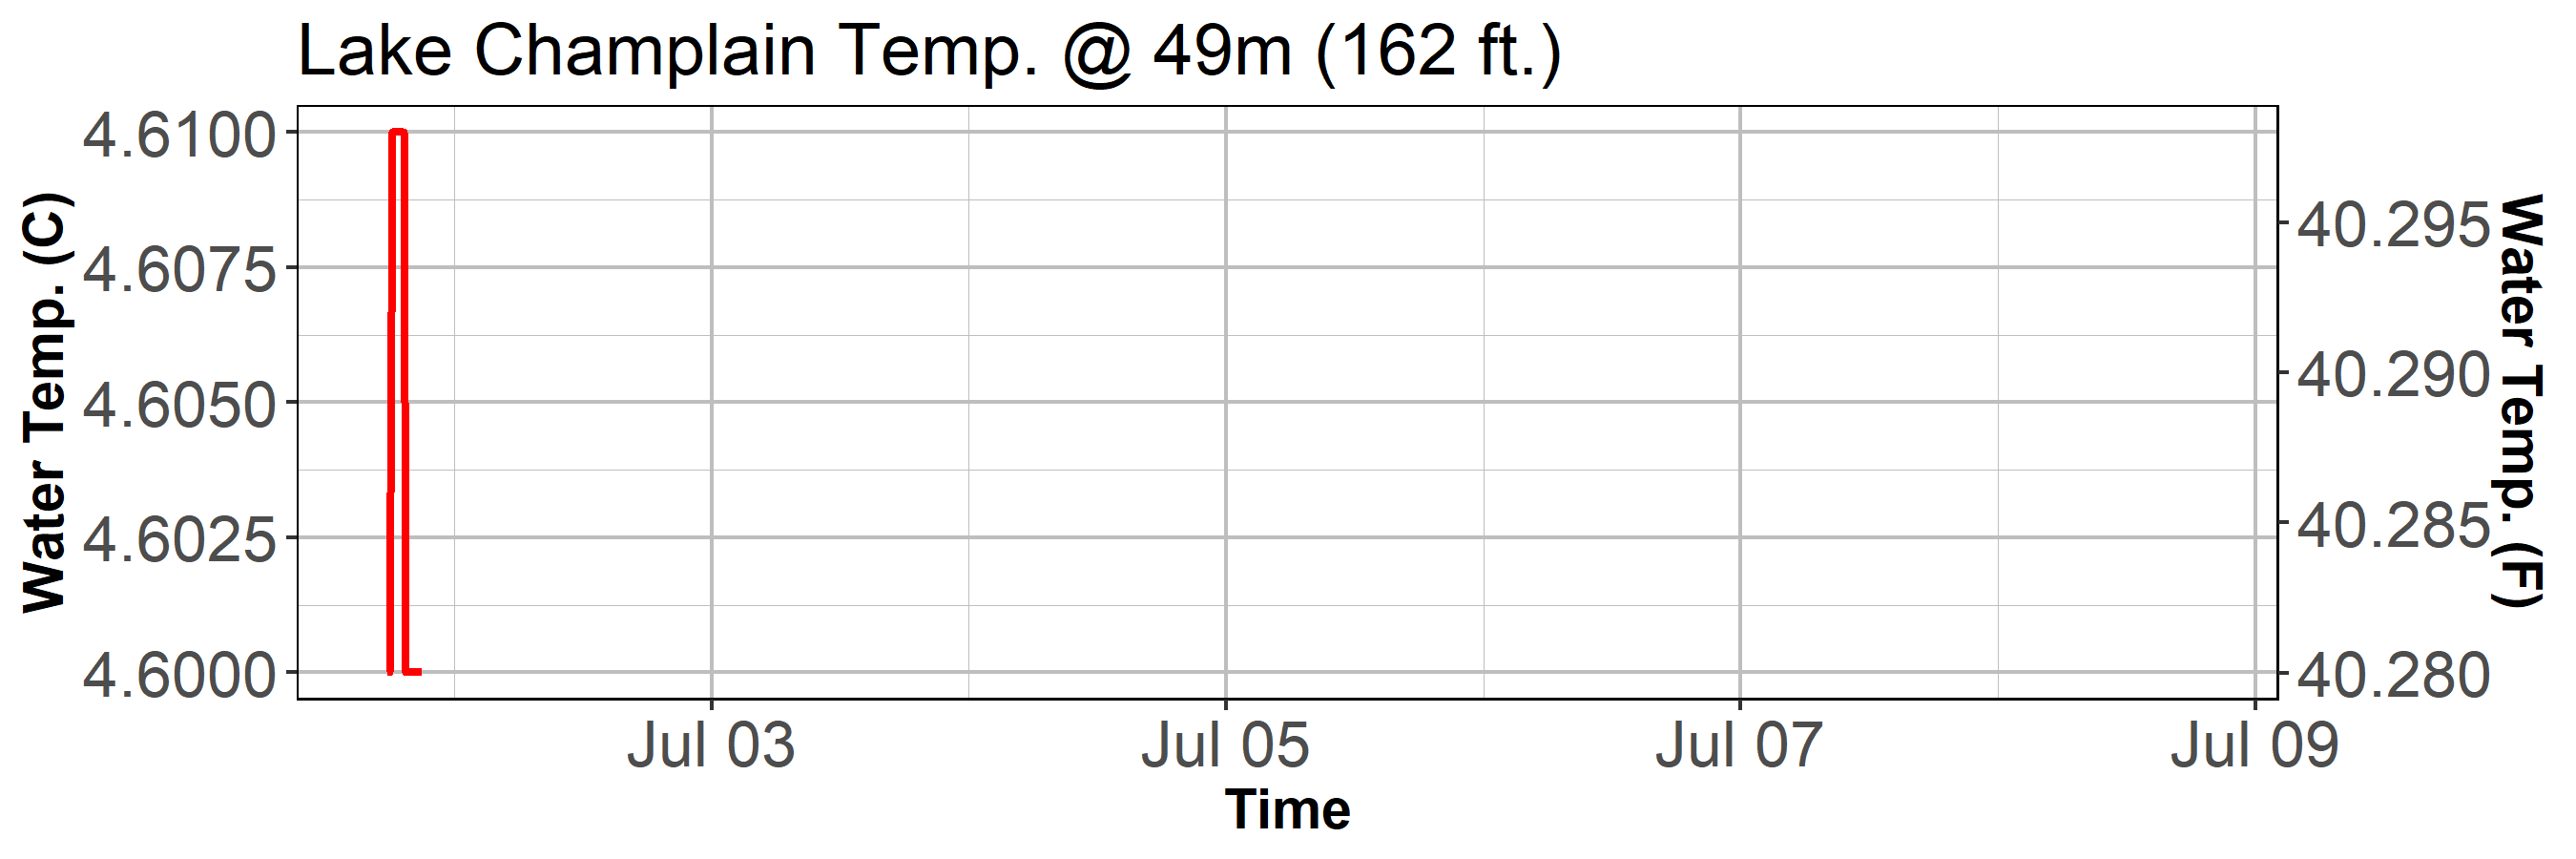 Lake Champlain Temp. @ 49m (162 ft.)
Water Temp. (C)
4.6100
4.6075
4.6050
4.6025
4.6000
40.295
40.290
40.285
40.280
Water Temp. (F)
Jul 03
Jul 05
Jul 07
Jul 09
Time